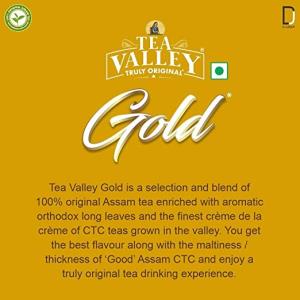 TEA
VALLEY®
TRULY ORIGINAL
Gold*
Tea Valley Gold is a selection and blend of
100% original Assam tea enriched with aromatic
orthodox long leaves and the finest crème de la
crème of CTC teas grown in the valley. You get
the best flavour along with the maltiness /
thickness of ‘Good’ Assam CTC and enjoy a
truly original tea drinking experience.